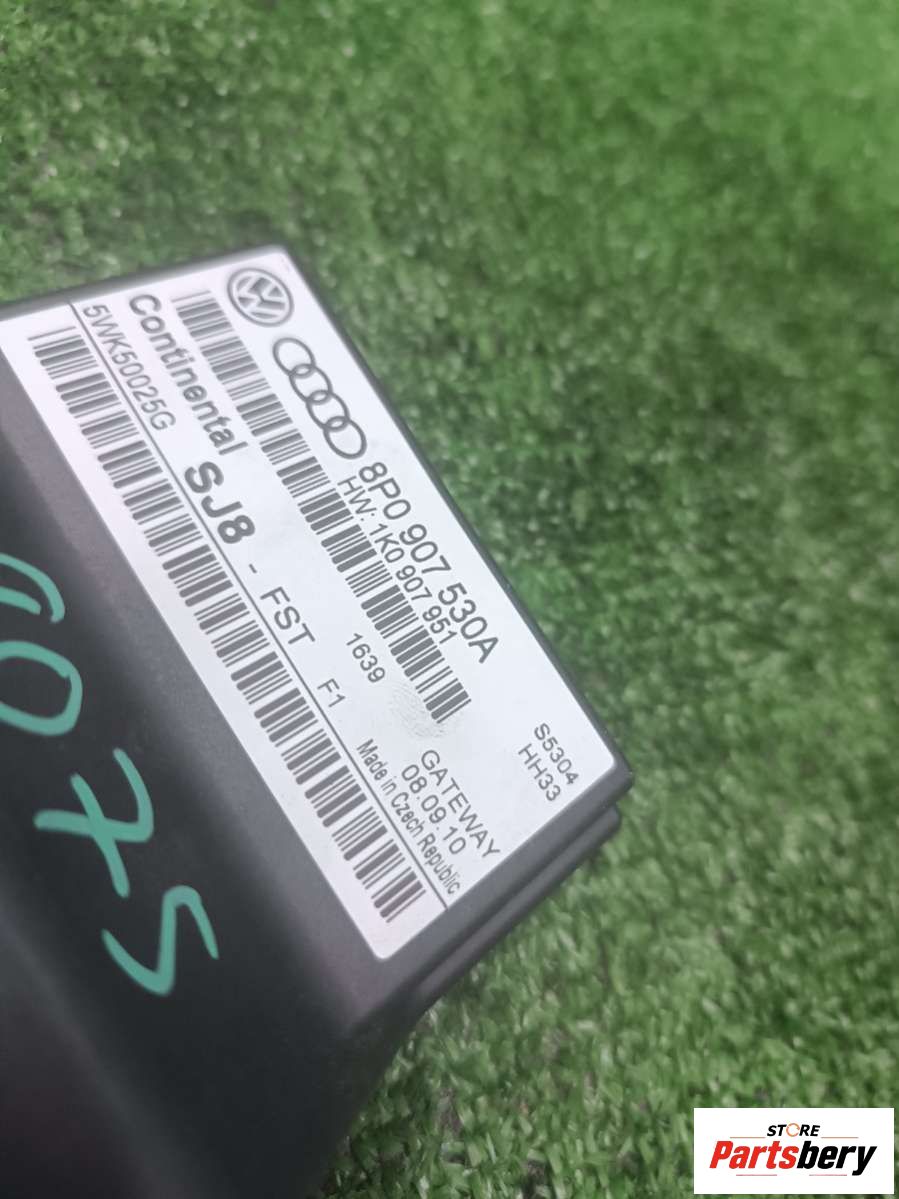 8P0 907 530A
HW: 1K0 907 951
S5304
HH33
1639
GATEWAY
Continental SJ8 - FST F1
08.09.10
5WK50025G
Made in Czech Republic
6075
STORE
Partsbery